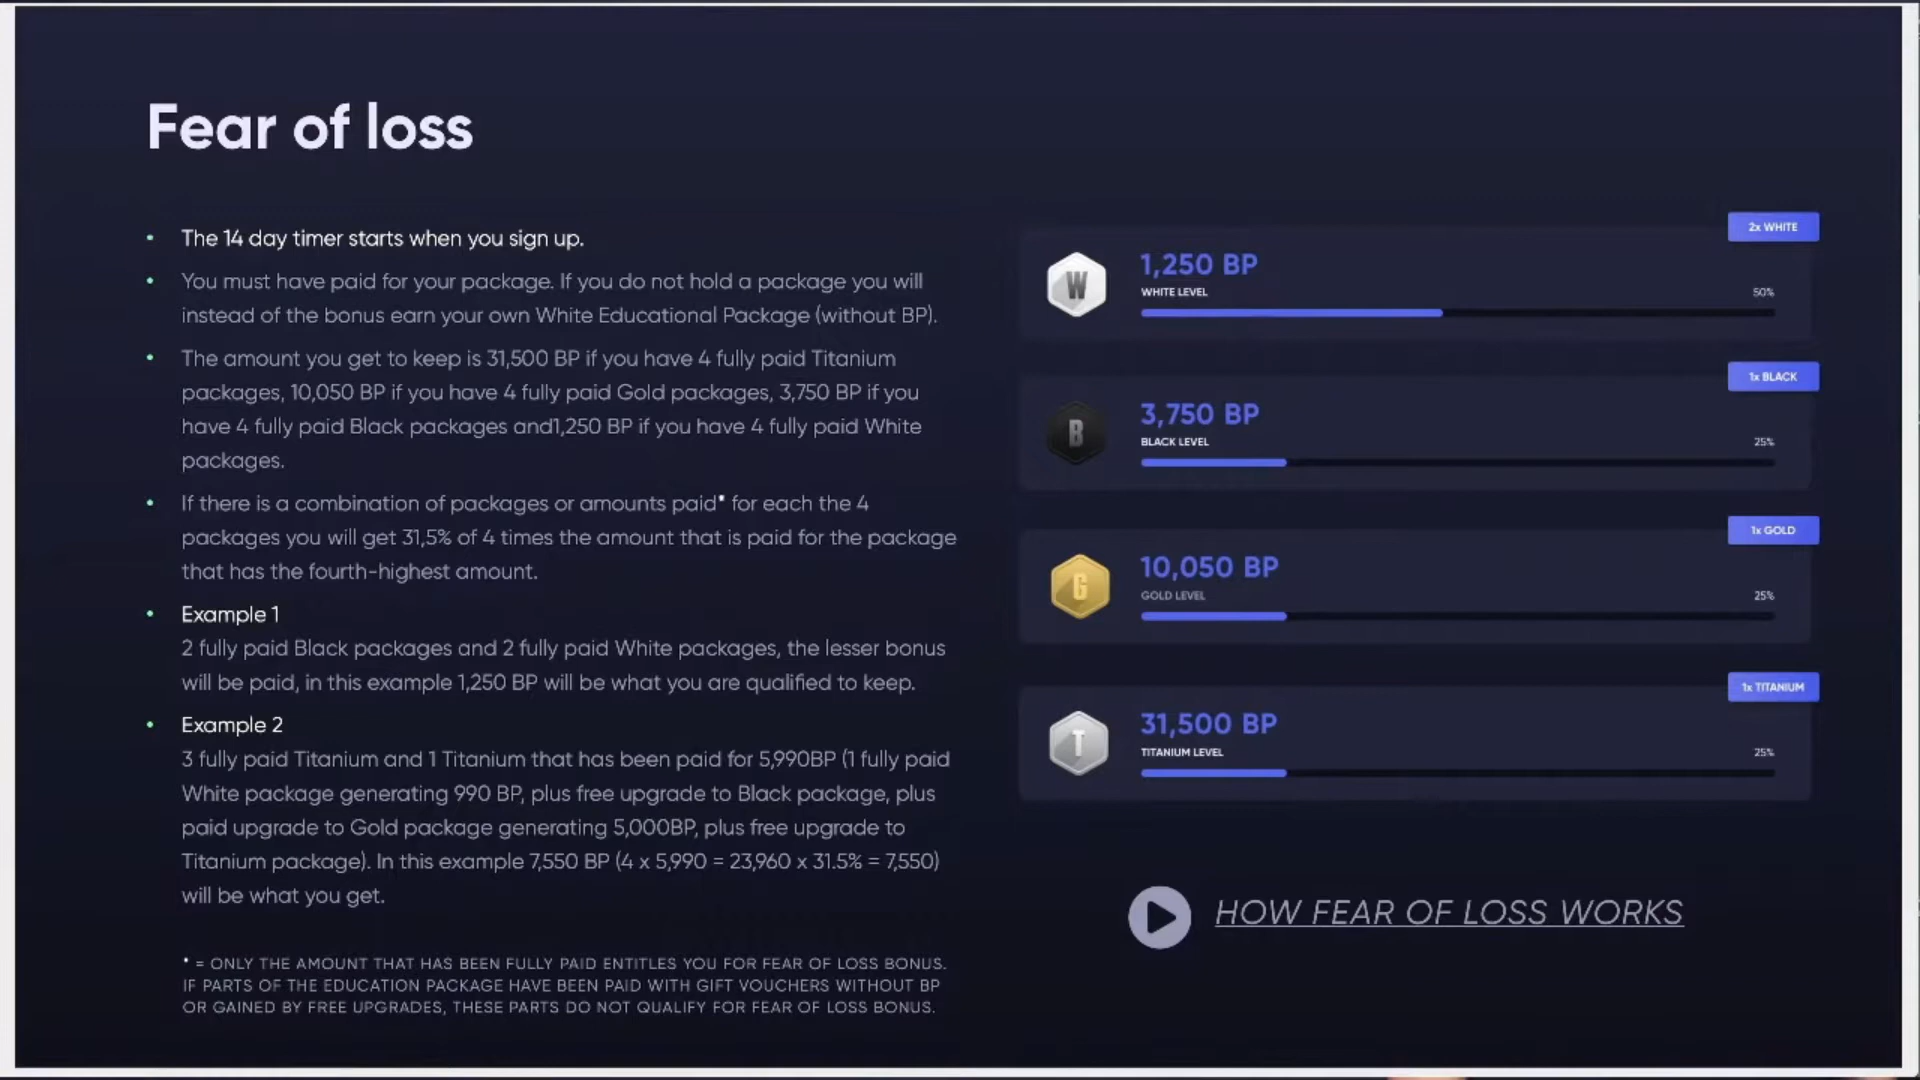 Fear of loss
• The 14 day timer starts when you sign up.
• You must have paid for your package. If you do not hold a package you will
instead of the bonus earn your own White Educational Package (without BP).
• The amount you get to keep is 31,500 BP if you have 4 fully paid Titanium
packages, 10,050 BP if you have 4 fully paid Gold packages, 3,750 BP if you
have 4 fully paid Black packages and1,250 BP if you have 4 fully paid White
packages.
• If there is a combination of packages or amounts paid* for each the 4
packages you will get 31,5% of 4 times the amount that is paid for the package
that has the fourth-highest amount.
• Example 1
2 fully paid Black packages and 2 fully paid White packages, the lesser bonus
will be paid, in this example 1,250 BP will be what you are qualified to keep.
• Example 2
3 fully paid Titanium and 1 Titanium that has been paid for 5,990BP (1 fully paid
White package generating 990 BP, plus free upgrade to Black package, plus
paid upgrade to Gold package generating 5,000BP, plus free upgrade to
Titanium package). In this example 7,550 BP (4 x 5,990 = 23,960 x 31.5% = 7,550)
will be what you get.
* = ONLY THE AMOUNT THAT HAS BEEN FULLY PAID ENTITLES YOU FOR FEAR OF LOSS BONUS.
IF PARTS OF THE EDUCATION PACKAGE HAVE BEEN PAID WITH GIFT VOUCHERS WITHOUT BP
OR GAINED BY FREE UPGRADES, THESE PARTS DO NOT QUALIFY FOR FEAR OF LOSS BONUS.
2x WHITE
W
1,250 BP
WHITE LEVEL
50%
1x BLACK
B
3,750 BP
BLACK LEVEL
25%
1x GOLD
G
10,050 BP
GOLD LEVEL
25%
1x TITANIUM
T
31,500 BP
TITANIUM LEVEL
25%
HOW FEAR OF LOSS WORKS